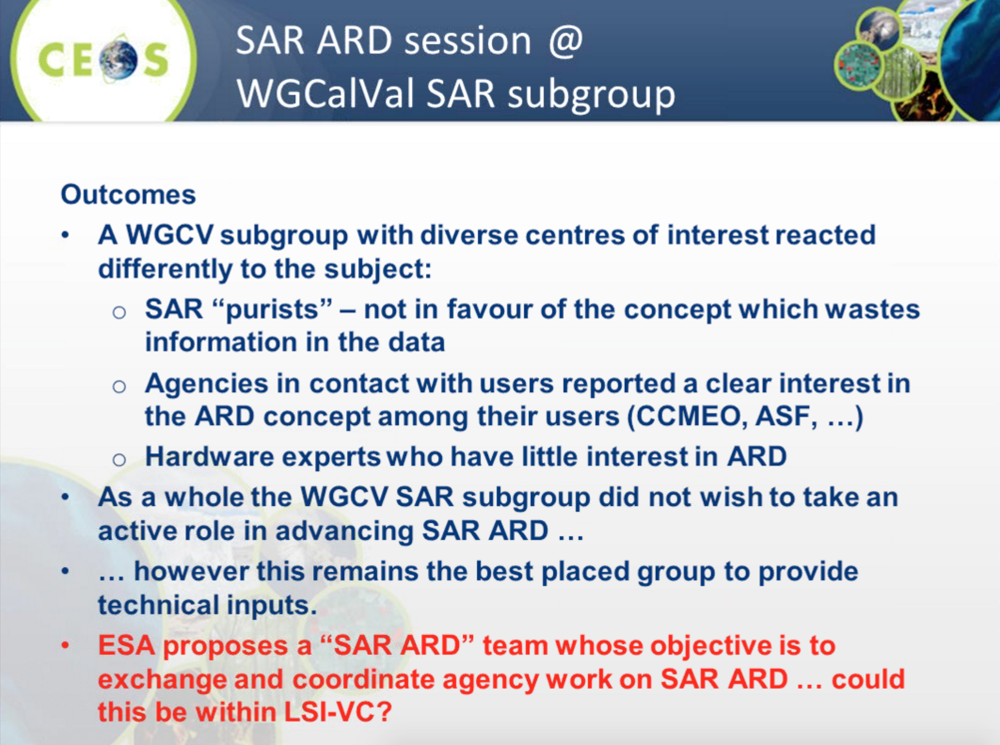 CEOS
SAR ARD session @
WGCalVal SAR subgroup
Outcomes
• A WGCV subgroup with diverse centres of interest reacted
differently to the subject:
o SAR “purists” – not in favour of the concept which wastes
information in the data
o Agencies in contact with users reported a clear interest in
the ARD concept among their users (CCMEO, ASF, …)
o Hardware experts who have little interest in ARD
• As a whole the WGCV SAR subgroup did not wish to take an
active role in advancing SAR ARD …
• … however this remains the best placed group to provide
technical inputs.
• ESA proposes a “SAR ARD” team whose objective is to
exchange and coordinate agency work on SAR ARD … could
this be within LSI-VC?